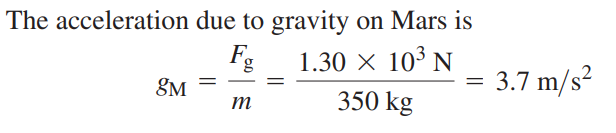 The acceleration due to gravity on Mars is
g_M = F_g / m = 1.30 × 10³ N / 350 kg = 3.7 m/s²